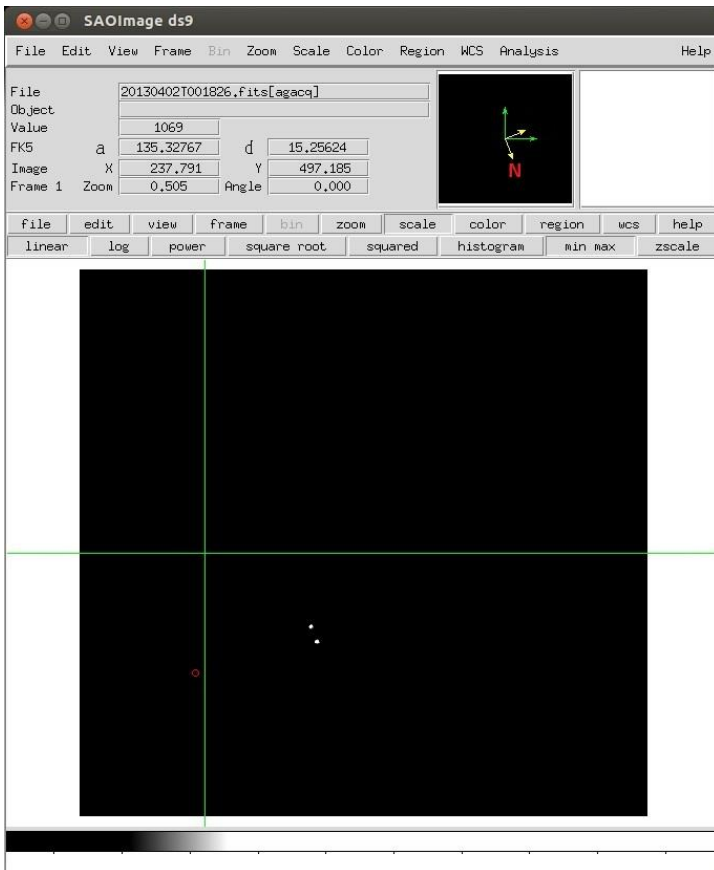 SAOImage ds9
File Edit View Frame Bin Zoom Scale Color Region WCS Analysis Help
File 20130402T001826.fits[agacq]
Object
Value 1069
FK5 a 135.32767 d 15.25624
Image X 237.791 Y 497.185
Frame 1 Zoom 0.505 Angle 0.000
N
file edit view frame bin zoom scale color region wcs help
linear log power square root squared histogram min max zscale